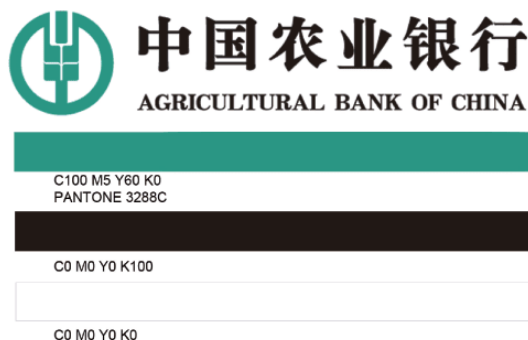 中国农业银行
AGRICULTURAL BANK OF CHINA
C100 M5 Y60 K0
PANTONE 3288C
C0 M0 Y0 K100
C0 M0 Y0 K0